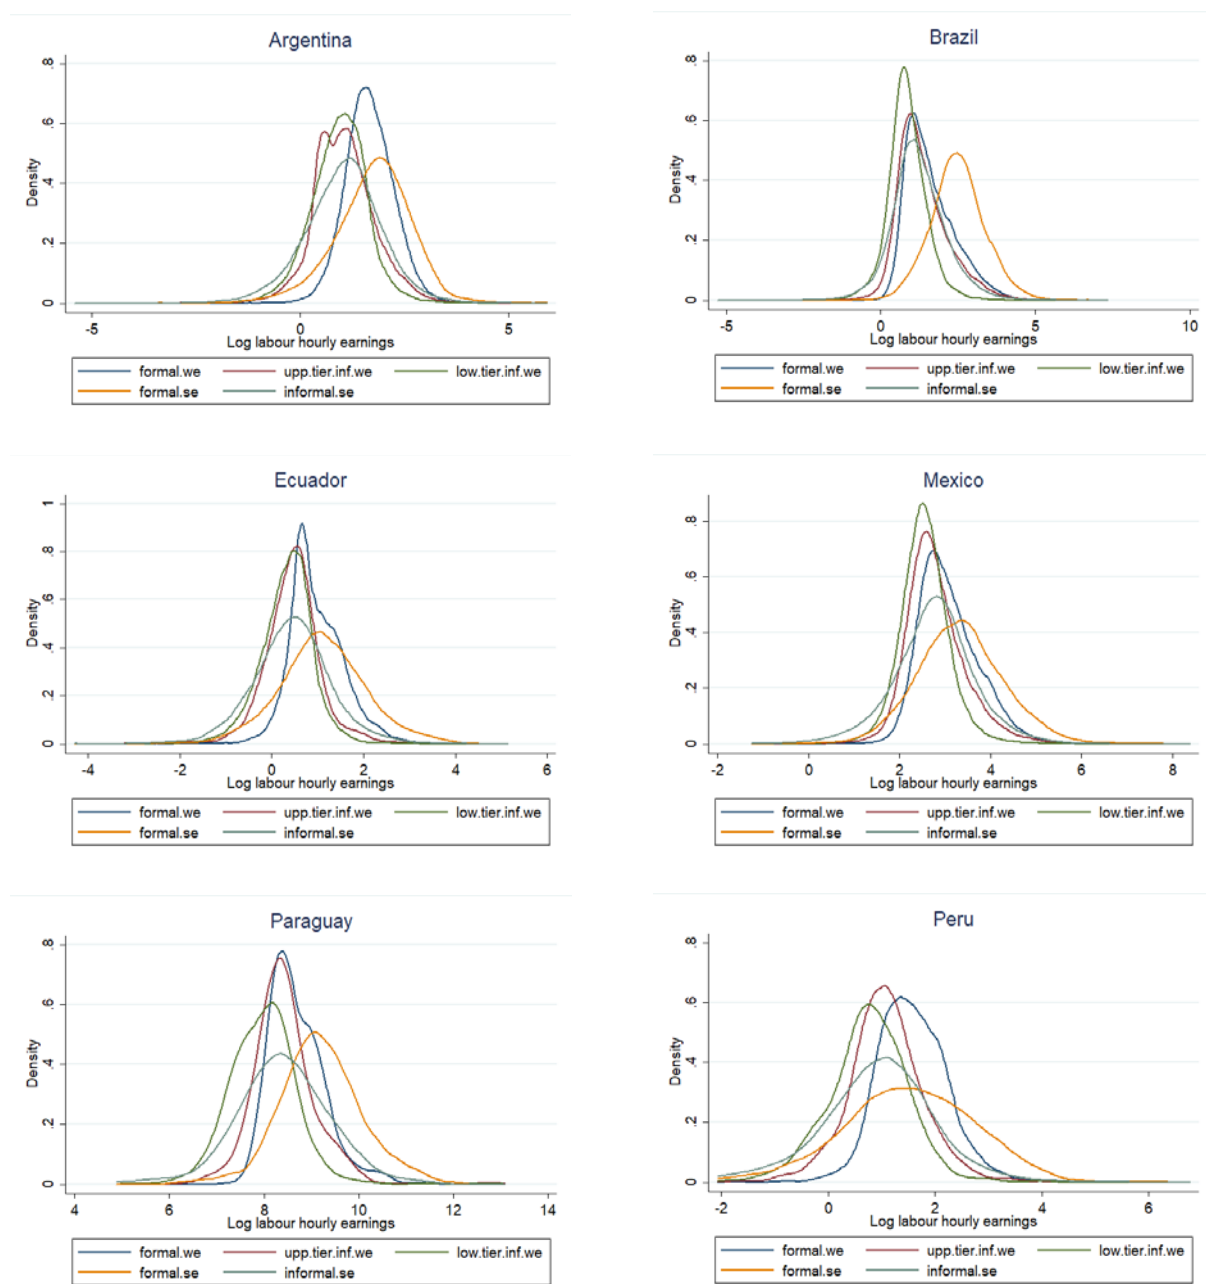 Argentina
.8
.6
.4
.2
0
Density
-5 0 5
Log labour hourly earnings
formal.we upp.tier.inf.we low.tier.inf.we
formal.se informal.se
Brazil
.8
.6
.4
.2
0
Density
-5 0 5 10
Log labour hourly earnings
formal.we upp.tier.inf.we low.tier.inf.we
formal.se informal.se
Ecuador
1
.8
.6
.4
.2
0
Density
-4 -2 0 2 4 6
Log labour hourly earnings
formal.we upp.tier.inf.we low.tier.inf.we
formal.se informal.se
Mexico
.8
.6
.4
.2
0
Density
-2 0 2 4 6 8
Log labour hourly earnings
formal.we upp.tier.inf.we low.tier.inf.we
formal.se informal.se
Paraguay
.8
.6
.4
.2
0
Density
4 6 8 10 12 14
Log labour hourly earnings
formal.we upp.tier.inf.we low.tier.inf.we
formal.se informal.se
Peru
.8
.6
.4
.2
0
Density
-2 0 2 4 6
Log labour hourly earnings
formal.we upp.tier.inf.we low.tier.inf.we
formal.se informal.se